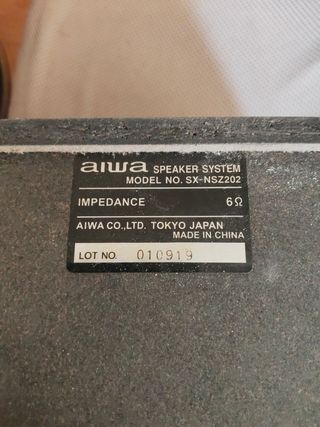 aiwa SPEAKER SYSTEM
MODEL NO. SX-NSZ202
IMPEDANCE 6Ω
AIWA CO.,LTD. TOKYO JAPAN
MADE IN CHINA
LOT NO. 010919